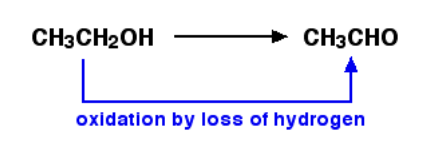 CH₃CH₂OH CH₃CHO
oxidation by loss of hydrogen